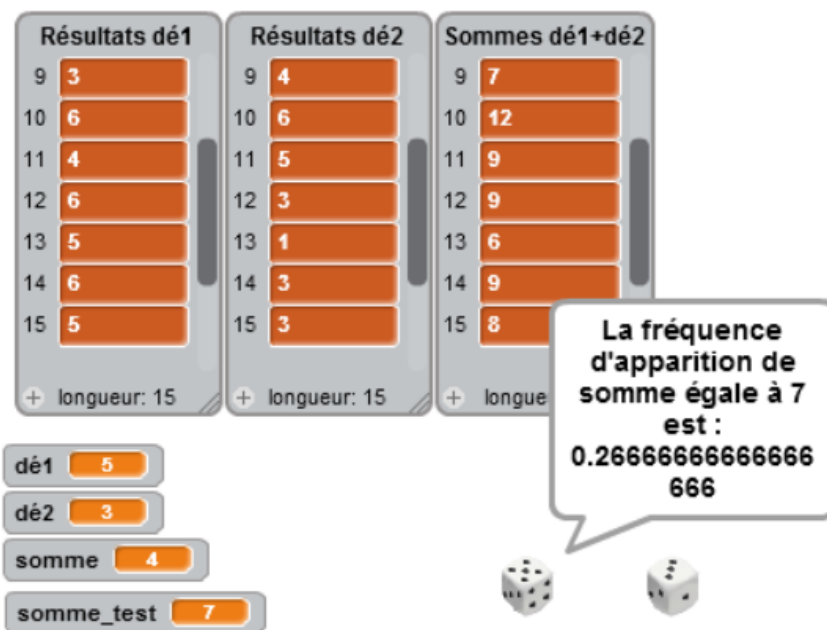 Résultats dé1 Résultats dé2 Sommes dé1+dé2
9 3 9 4 9 7
10 6 10 6 10 12
11 4 11 5 11 9
12 6 12 3 12 9
13 5 13 1 13 6
14 6 14 3 14 9
15 5 15 3 15 8
+ longueur: 15 + longueur: 15 + longue
La fréquence
d'apparition de
somme égale à 7
est :
0.26666666666666
666
dé1 5
dé2 3
somme 4
somme_test 7